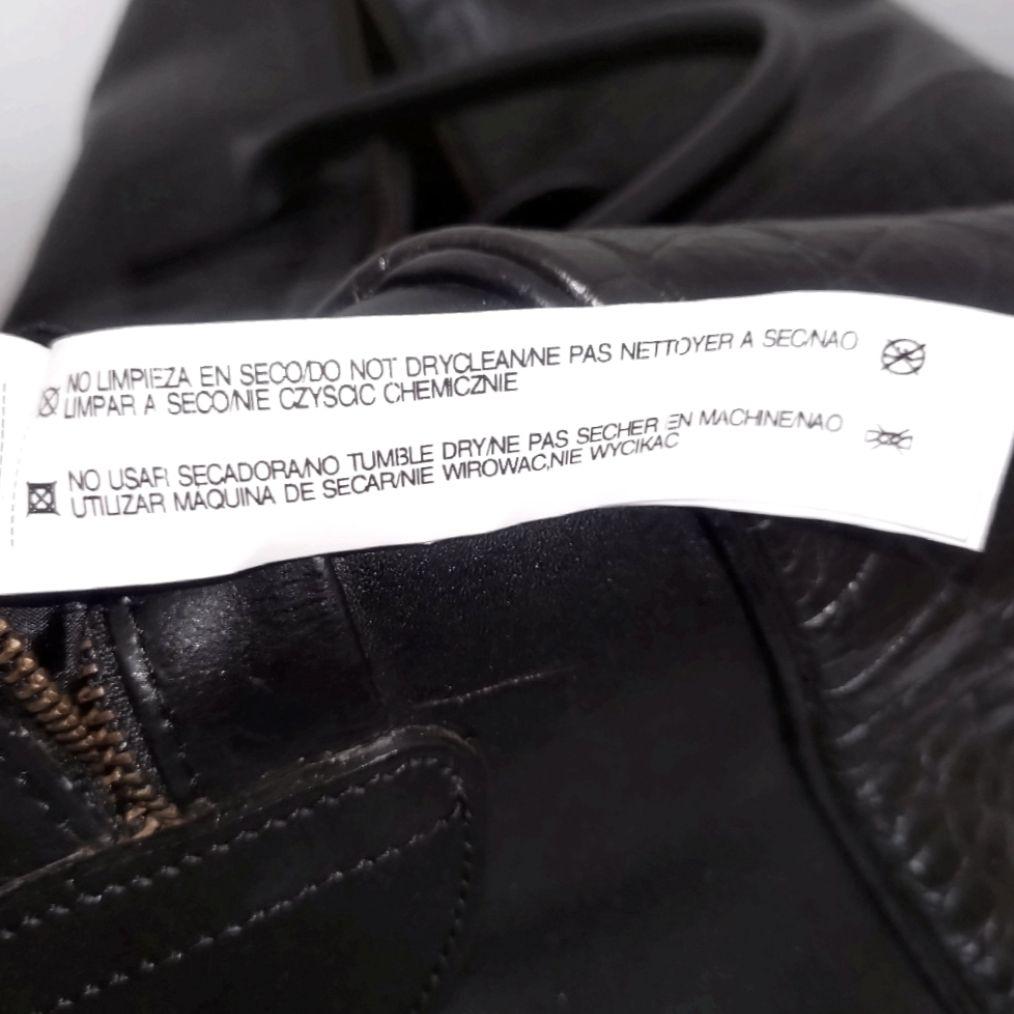 NO LIMPIEZA EN SECO/DO NOT DRYCLEAN/NE PAS NETTOYER A SEC/NAO
LIMPAR A SECO/NIE CZYSCIC CHEMICZNIE
NO USAR SECADORA/NO TUMBLE DRY/NE PAS SECHER EN MACHINE/NAO
UTILIZAR MAQUINA DE SECAR/NIE WIROWAC,NIE WYCIKAC